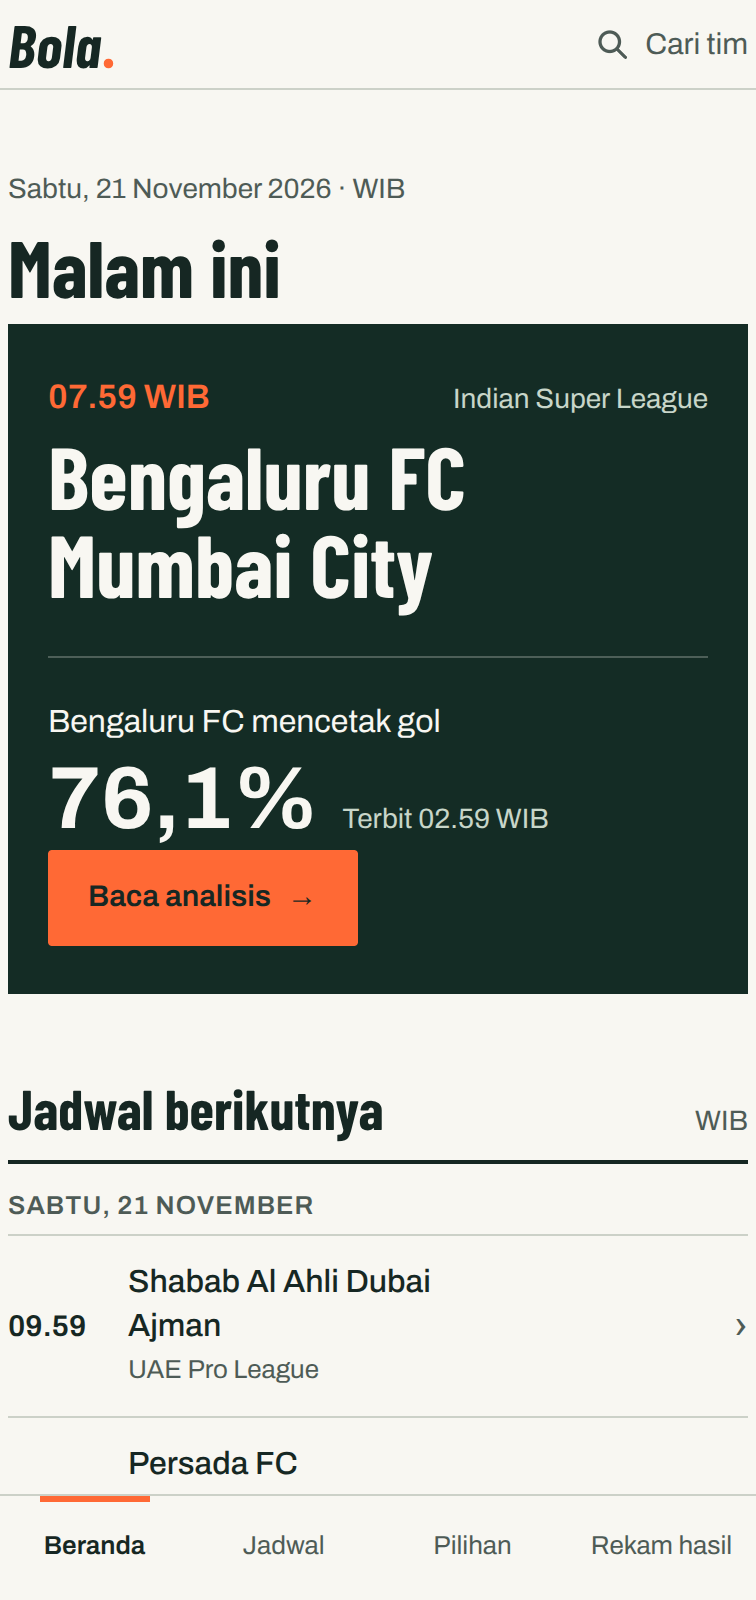 Bola.
Cari tim
Sabtu, 21 November 2026 · WIB
Malam ini
07.59 WIB
Indian Super League
Bengaluru FC
Mumbai City
Bengaluru FC mencetak gol
76,1%
Terbit 02.59 WIB
Baca analisis →
Jadwal berikutnya
WIB
SABTU, 21 NOVEMBER
Shabab Al Ahli Dubai
09.59
Ajman
›
UAE Pro League
Persada FC
Beranda
Jadwal
Pilihan
Rekam hasil